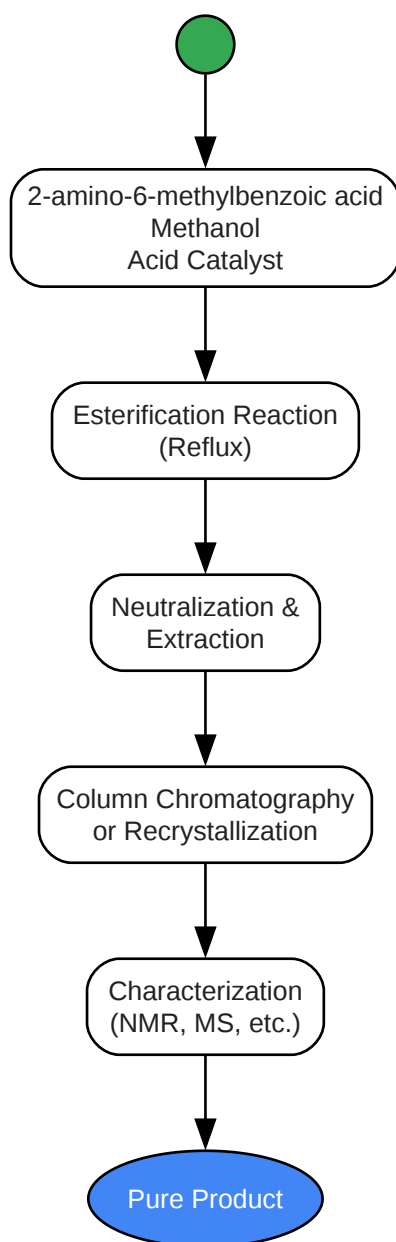 2-amino-6-methylbenzoic acid
Methanol
Acid Catalyst
Esterification Reaction
(Reflux)
Neutralization &
Extraction
Column Chromatography
or Recrystallization
Characterization
(NMR, MS, etc.)
Pure Product